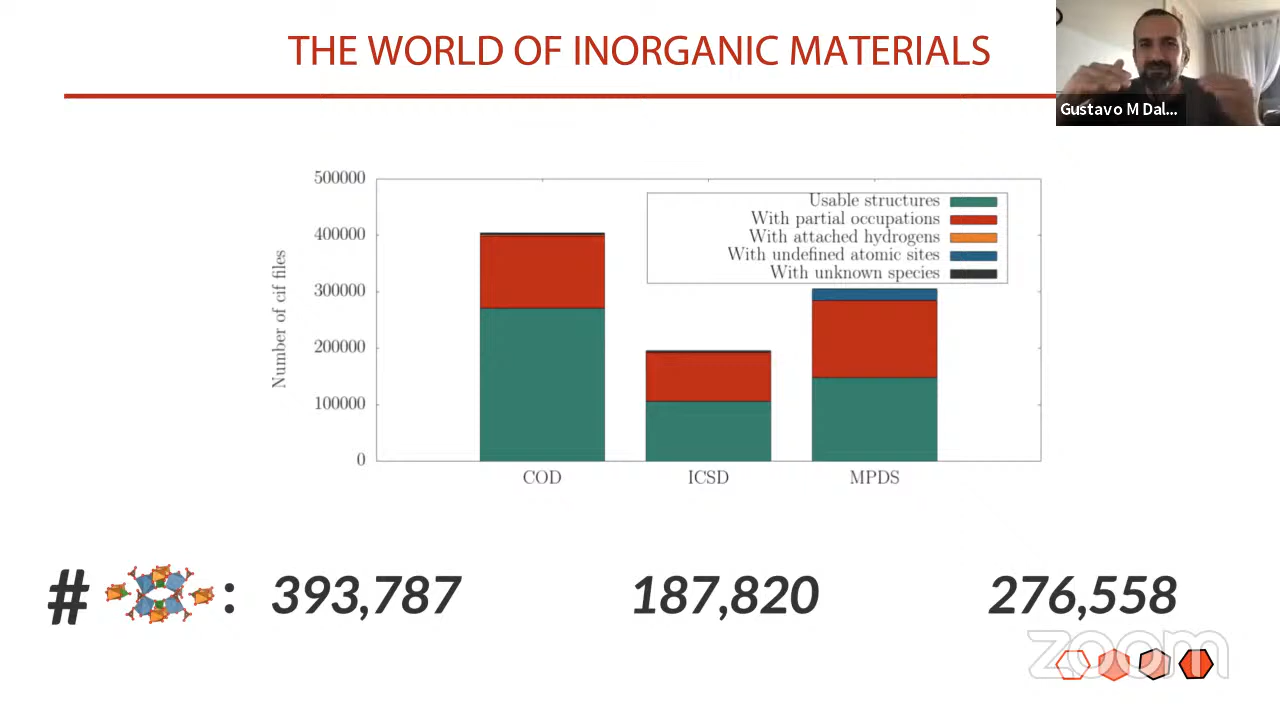 THE WORLD OF INORGANIC MATERIALS
Gustavo M Dal...
500000
400000
300000
200000
100000
0
Number of cif files
Usable structures
With partial occupations
With attached hydrogens
With undefined atomic sites
With unknown species
COD ICSD MPDS
# : 393,787 187,820 276,558
zoom